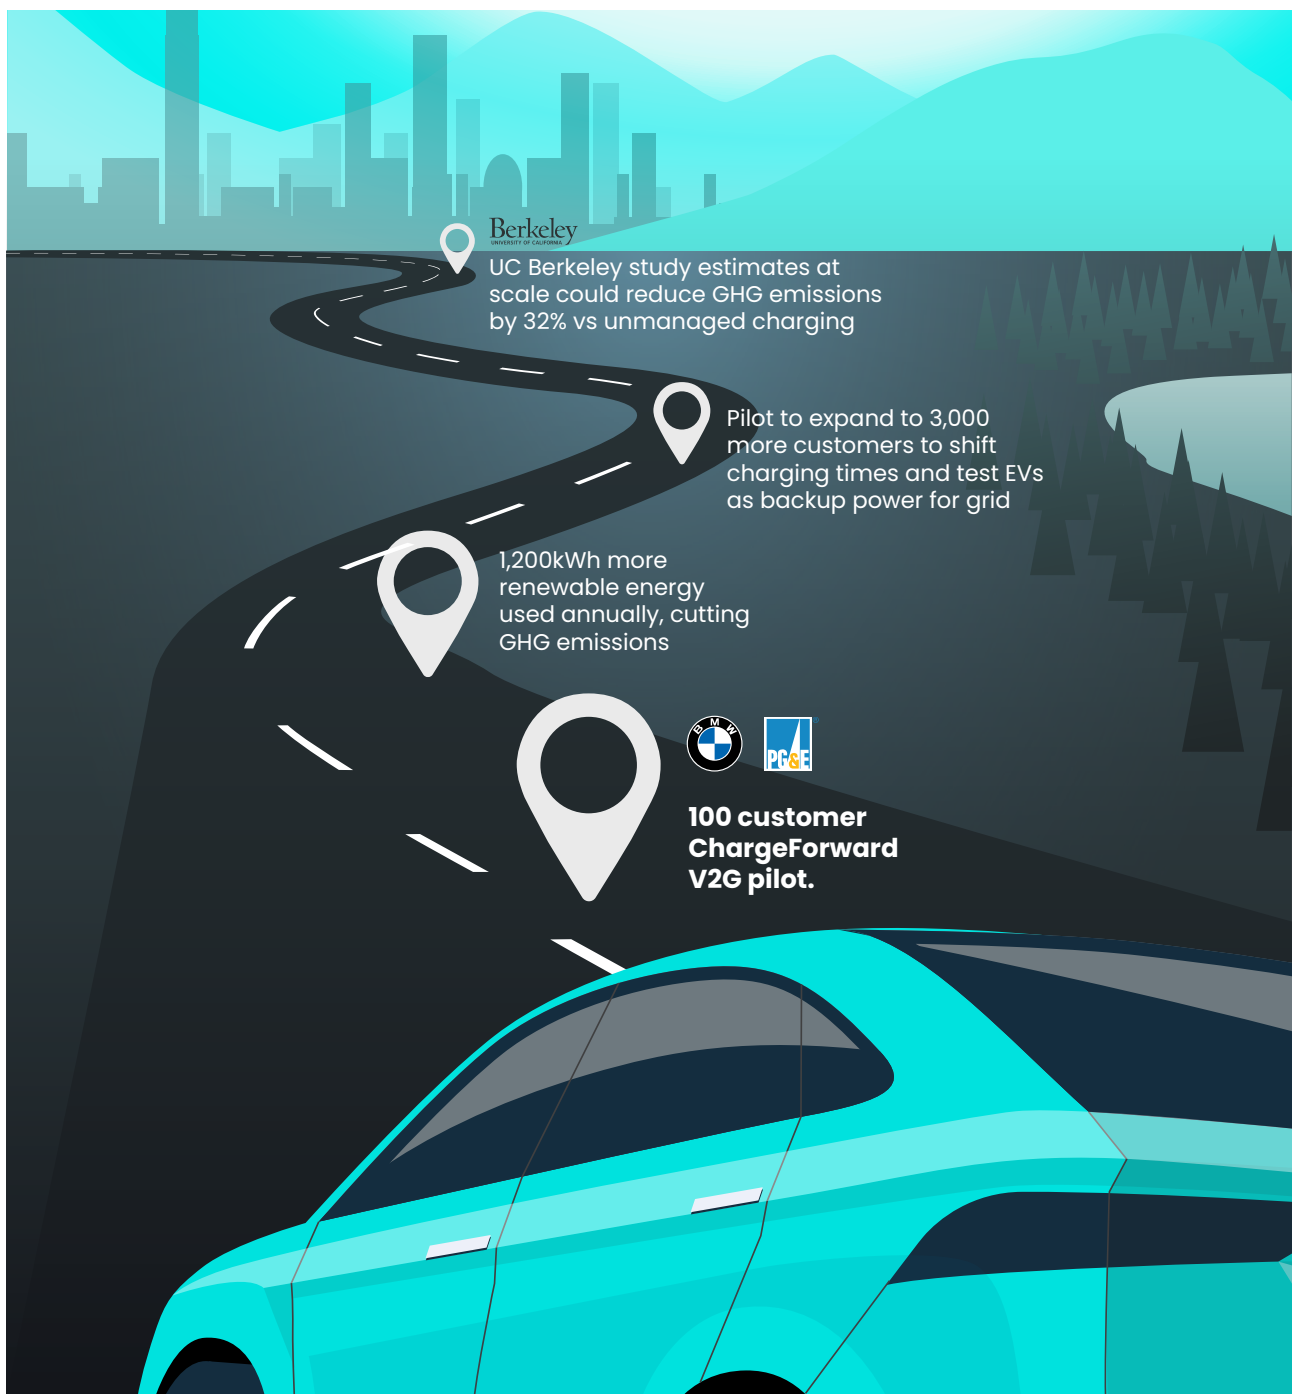 Berkeley
UNIVERSITY OF CALIFORNIA
UC Berkeley study estimates at
scale could reduce GHG emissions
by 32% vs unmanaged charging
Pilot to expand to 3,000
more customers to shift
charging times and test EVs
as backup power for grid
1,200kWh more
renewable energy
used annually, cutting
GHG emissions
BMW
PG&E
®
100 customer
ChargeForward
V2G pilot.